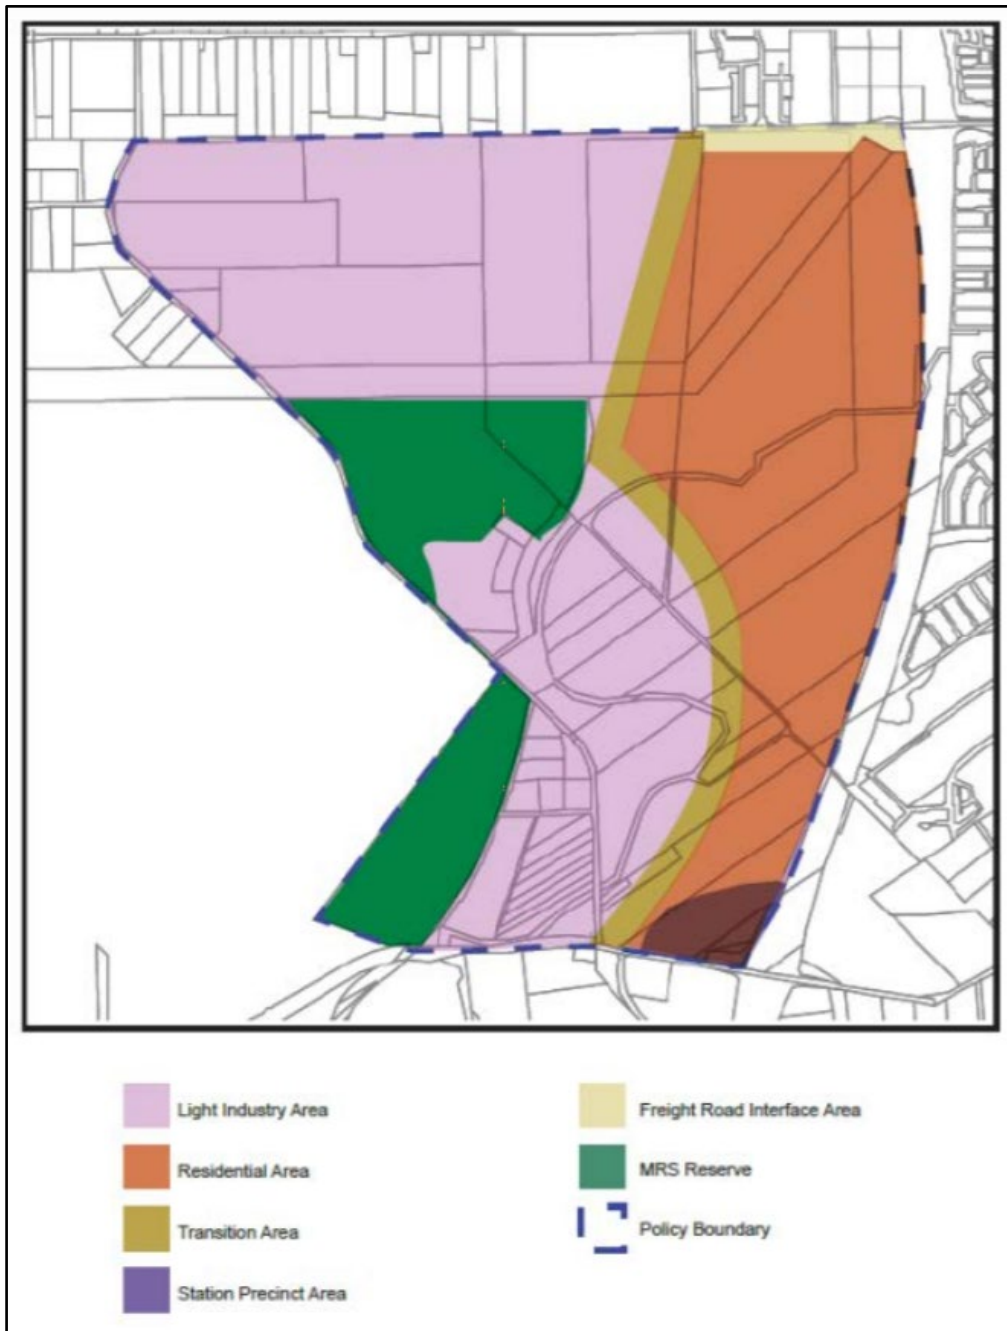 Light Industry Area
Residential Area
Transition Area
Station Precinct Area
Freight Road Interface Area
MRS Reserve
Policy Boundary